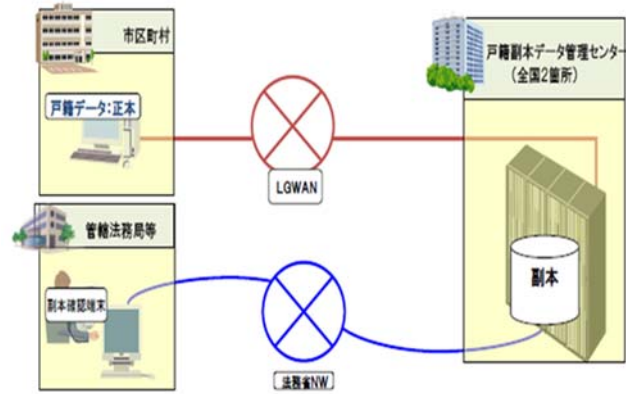 市区町村
戸籍データ:正本
LGWAN
戸籍副本データ管理センター
(全国2箇所)
管轄法務局等
副本確認端末
副本
法務省NW